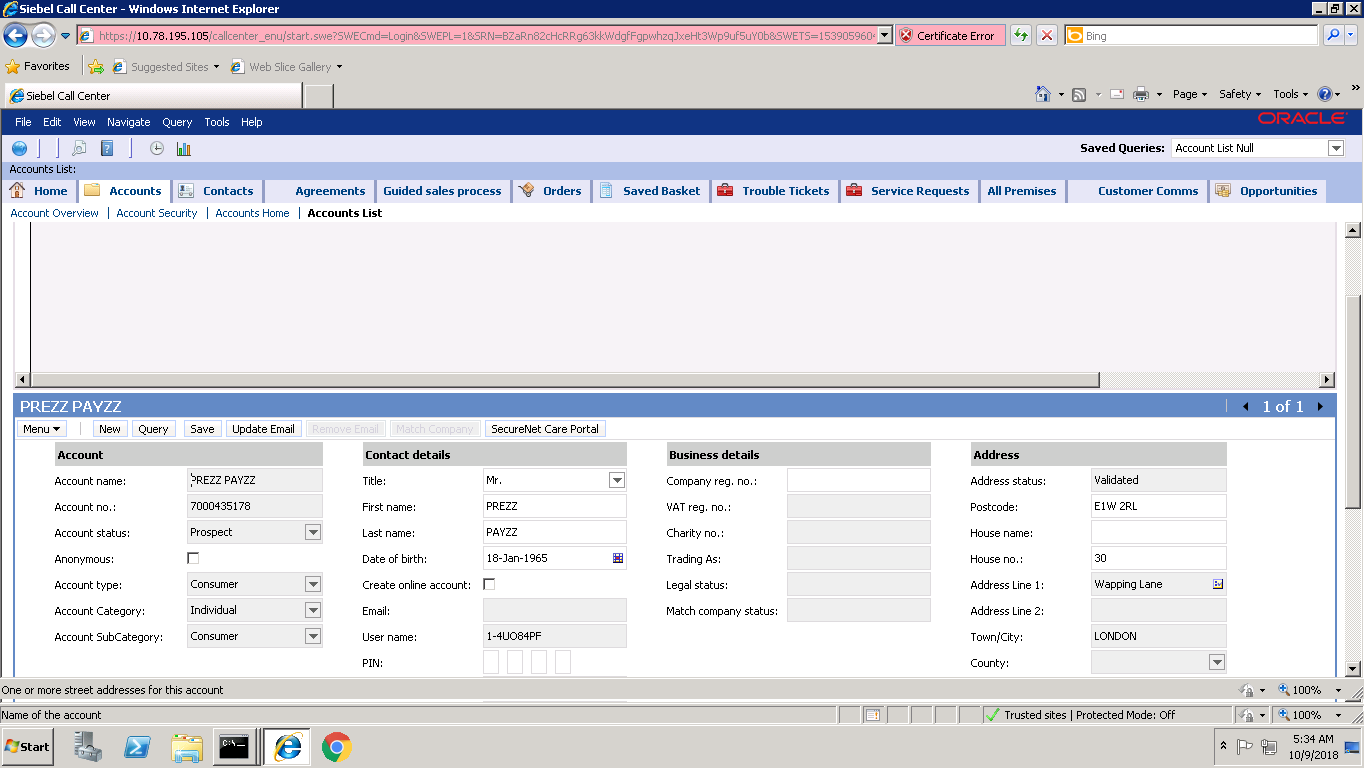 Siebel Call Center - Windows Internet Explorer
https://10.78.195.105/callcenter_enu/start.swe?SWECmd=Login&SWEPL=1&SRN=BZaRn82cHcRRg63kkWdgfFgpwhzqJxeHt3Wp9uf5uY0b&SWETS=153905960 Certificate Error Bing
Favorites Suggested Sites Web Slice Gallery
Siebel Call Center Page Safety Tools
File Edit View Navigate Query Tools Help ORACLE
Saved Queries: Account List Null
Accounts List:
Home Accounts Contacts Agreements Guided sales process Orders Saved Basket Trouble Tickets Service Requests All Premises Customer Comms Opportunities
Account Overview | Account Security | Accounts Home | Accounts List
PREZZ PAYZZ 1 of 1
Menu New Query Save Update Email Remove Email Match Company SecureNet Care Portal
Account Contact details Business details Address
Account name: PREZZ PAYZZ Title: Mr. Company reg. no.: Address status: Validated
Account no.: 7000435178 First name: PREZZ VAT reg. no.: Postcode: E1W 2RL
Account status: Prospect Last name: PAYZZ Charity no.: House name:
Anonymous: Date of birth: 18-Jan-1965 Trading As: House no.: 30
Account type: Consumer Create online account: Legal status: Address Line 1: Wapping Lane
Account Category: Individual Email: Match company status: Address Line 2:
Account SubCategory: Consumer User name: 1-4UO84PF Town/City: LONDON
PIN: County:
One or more street addresses for this account 100%
Name of the account Trusted sites | Protected Mode: Off 100%
Start 5:34 AM
10/9/2018